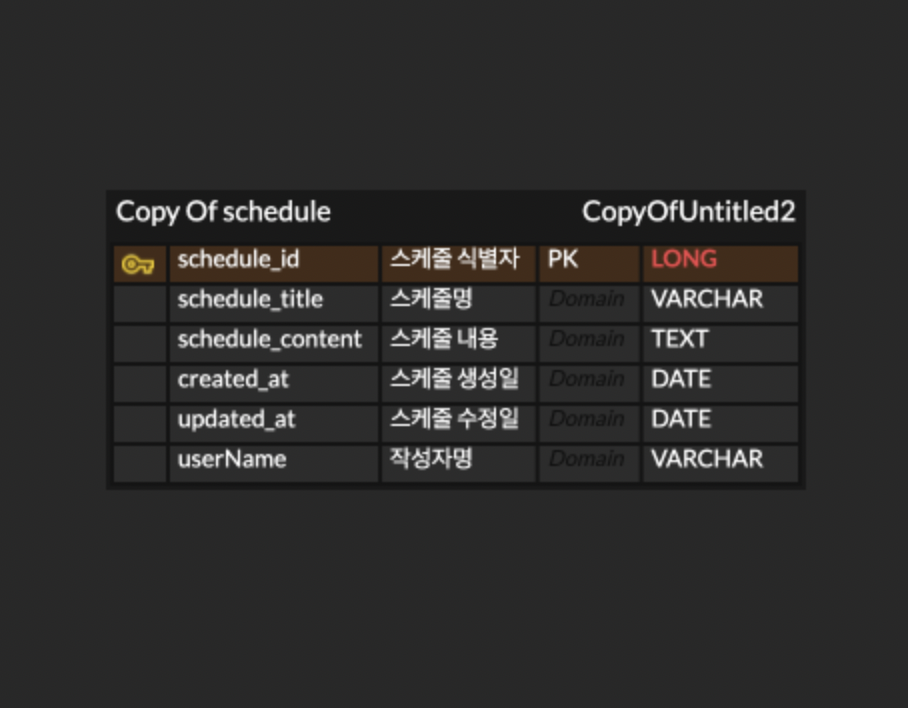 Copy Of schedule CopyOfUntitled2
schedule_id 스케줄 식별자 PK LONG
schedule_title 스케줄명 Domain VARCHAR
schedule_content 스케줄 내용 Domain TEXT
created_at 스케줄 생성일 Domain DATE
updated_at 스케줄 수정일 Domain DATE
userName 작성자명 Domain VARCHAR